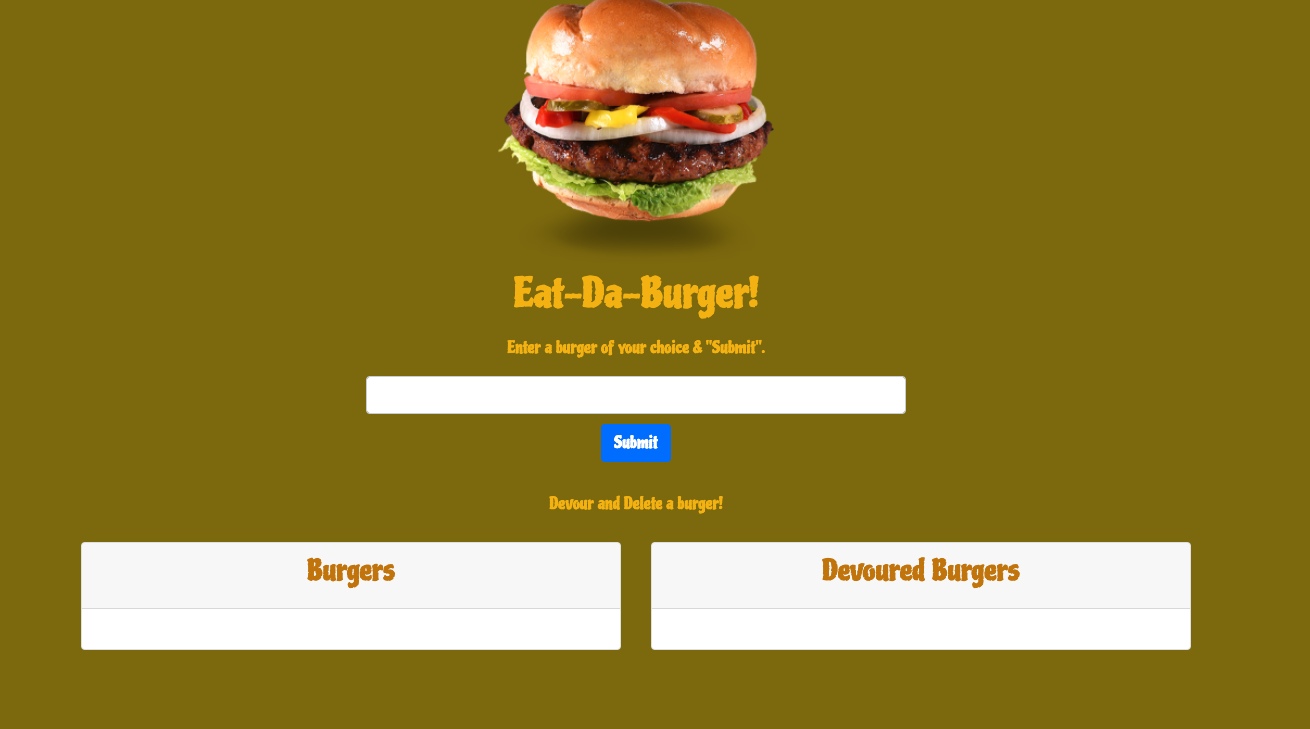 Eat-Da-Burger!
Enter a burger of your choice & "Submit".
Submit
Devour and Delete a burger!
Burgers
Devoured Burgers